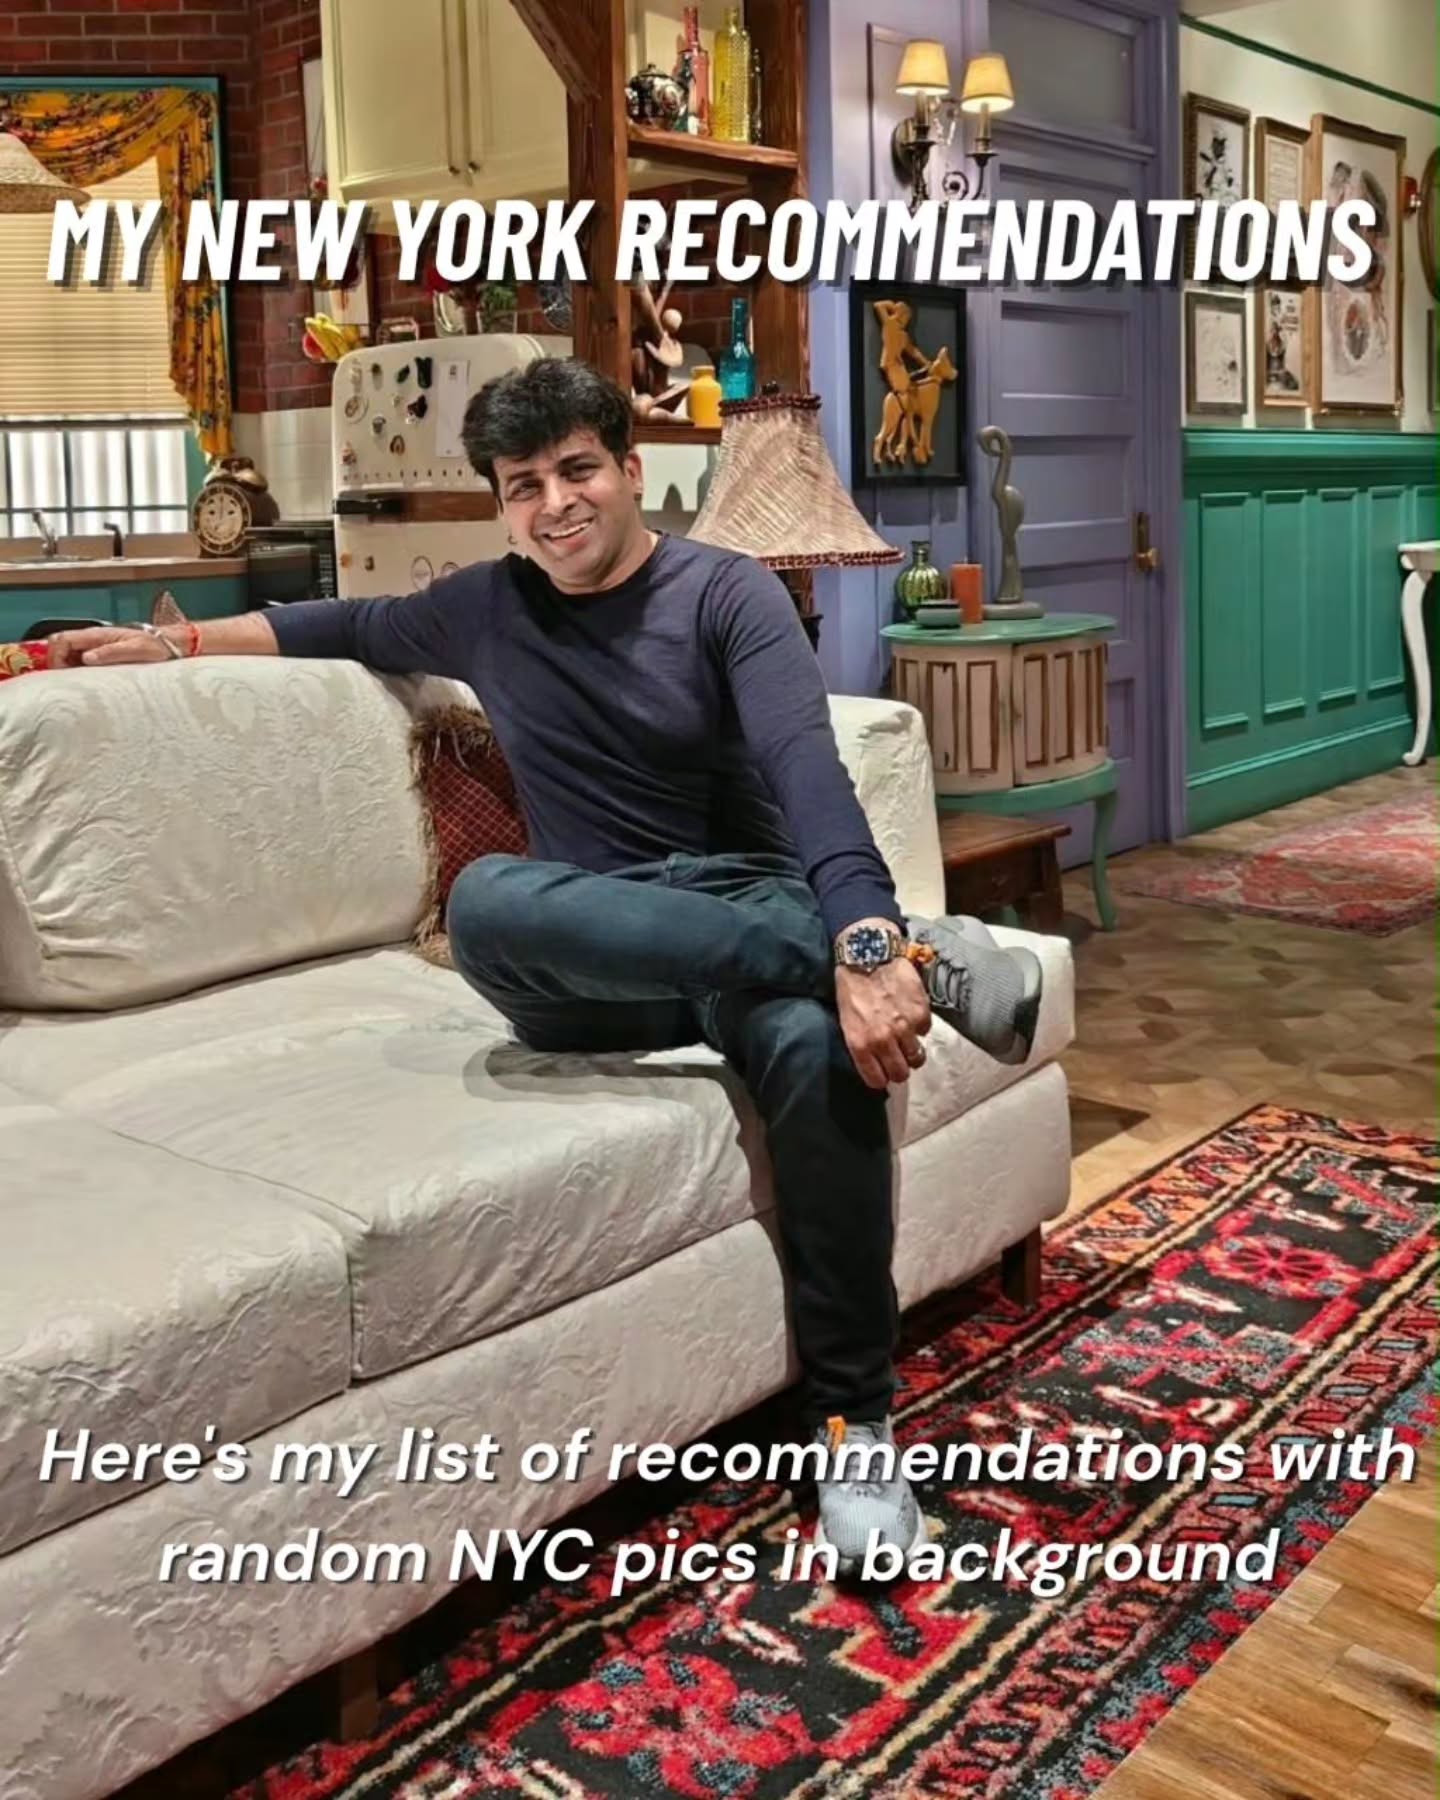 MY NEW YORK RECOMMENDATIONS
Here's my list of recommendations with
random NYC pics in background